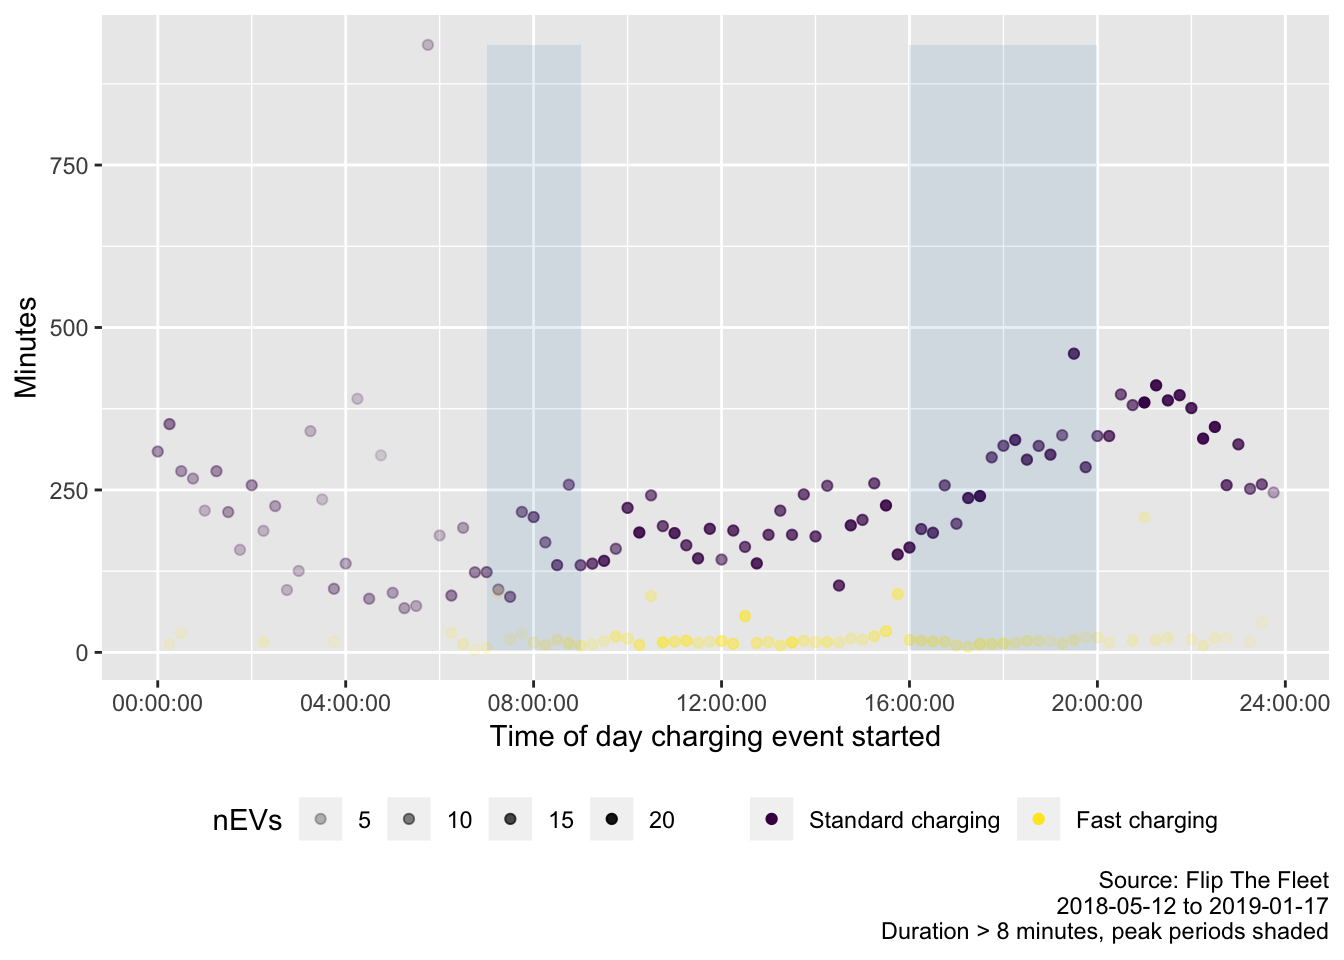 750
500
250
0
Minutes
00:00:00 04:00:00 08:00:00 12:00:00 16:00:00 20:00:00 24:00:00
Time of day charging event started
nEVs 5 10 15 20 Standard charging Fast charging
Source: Flip The Fleet
2018-05-12 to 2019-01-17
Duration > 8 minutes, peak periods shaded